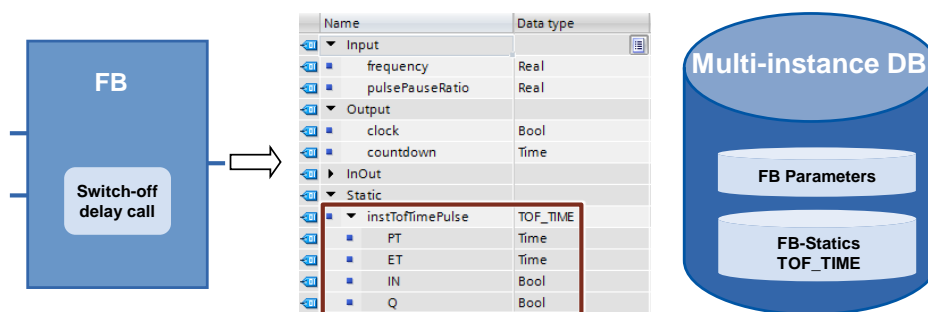 FB
Switch-off
delay call
Name Data type
Input
frequency Real
pulsePauseRatio Real
Output
clock Bool
countdown Time
InOut
Static
instTofTimePulse TOF_TIME
PT Time
ET Time
IN Bool
Q Bool
Multi-instance DB
FB Parameters
FB-Statics
TOF_TIME